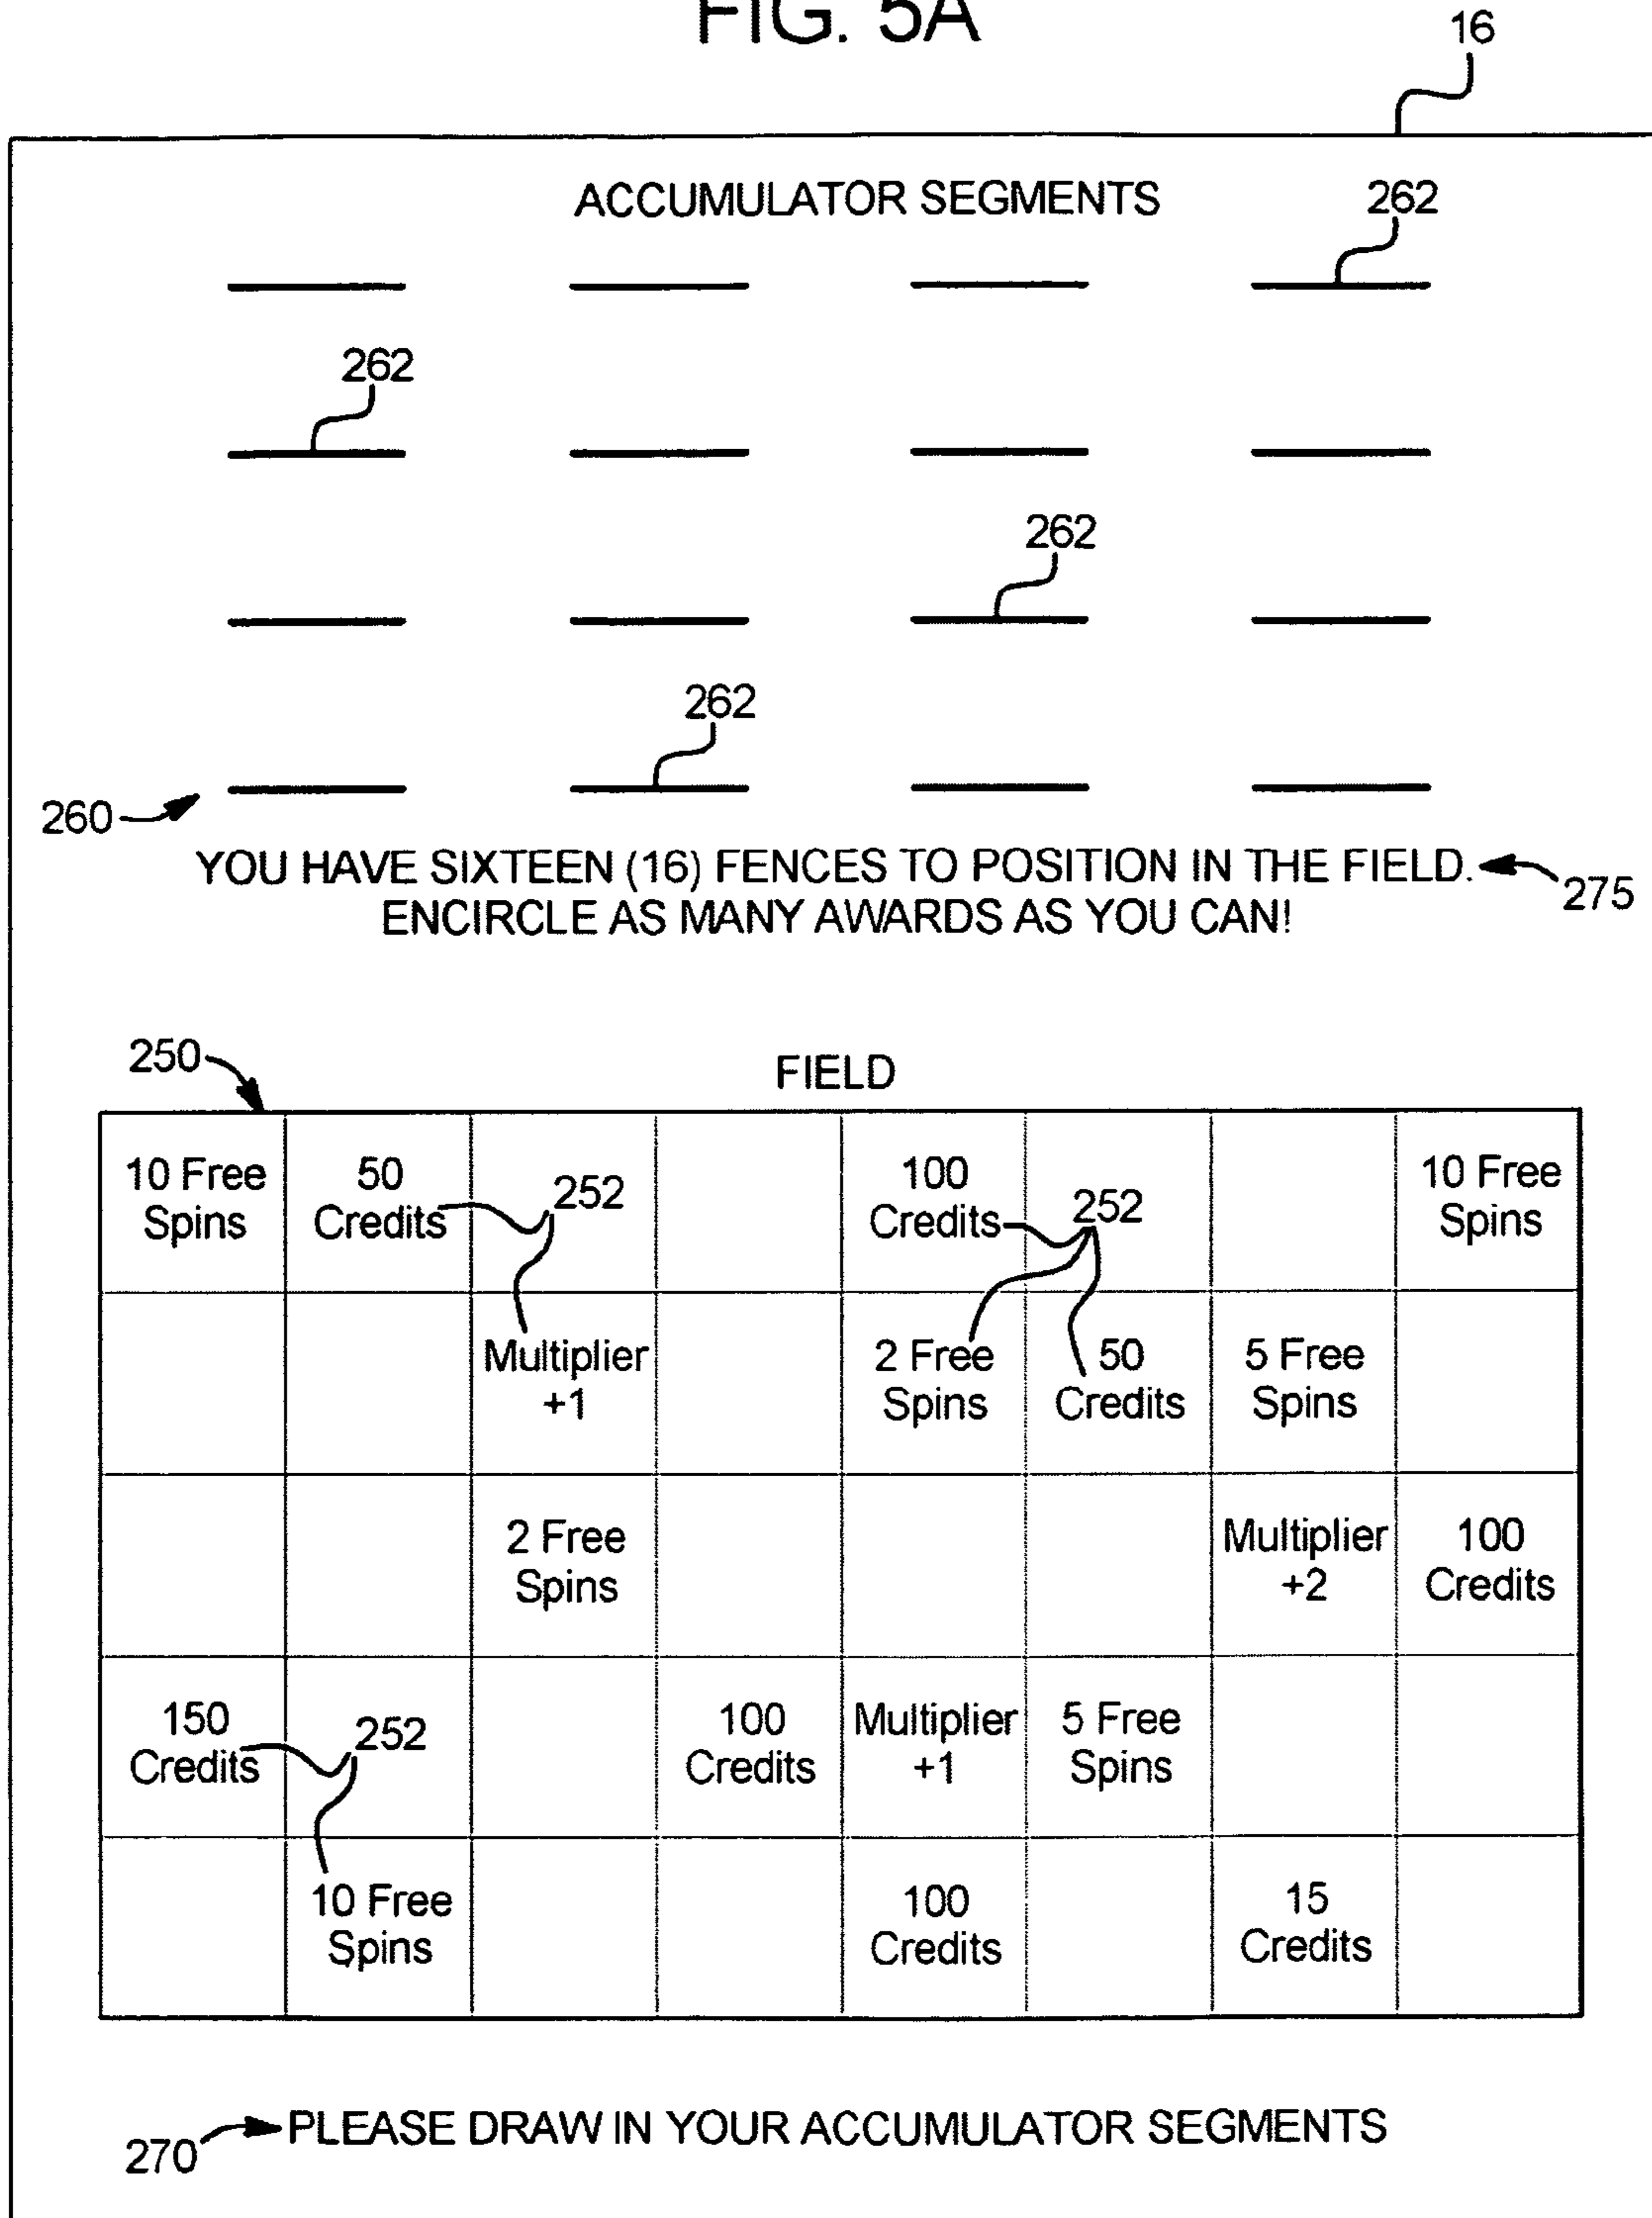 FIG. 5A
16
ACCUMULATOR SEGMENTS 262
262
262
262
260
YOU HAVE SIXTEEN (16) FENCES TO POSITION IN THE FIELD.
ENCIRCLE AS MANY AWARDS AS YOU CAN!
275
250
FIELD
10 Free 50 252 100 252 10 Free
Spins Credits Credits Spins
Multiplier 2 Free 50 5 Free
+1 Spins Credits Spins
2 Free Multiplier 100
Spins +2 Credits
150 252 100 Multiplier 5 Free
Credits Credits +1 Spins
10 Free 100 15
Spins Credits Credits
270 PLEASE DRAW IN YOUR ACCUMULATOR SEGMENTS